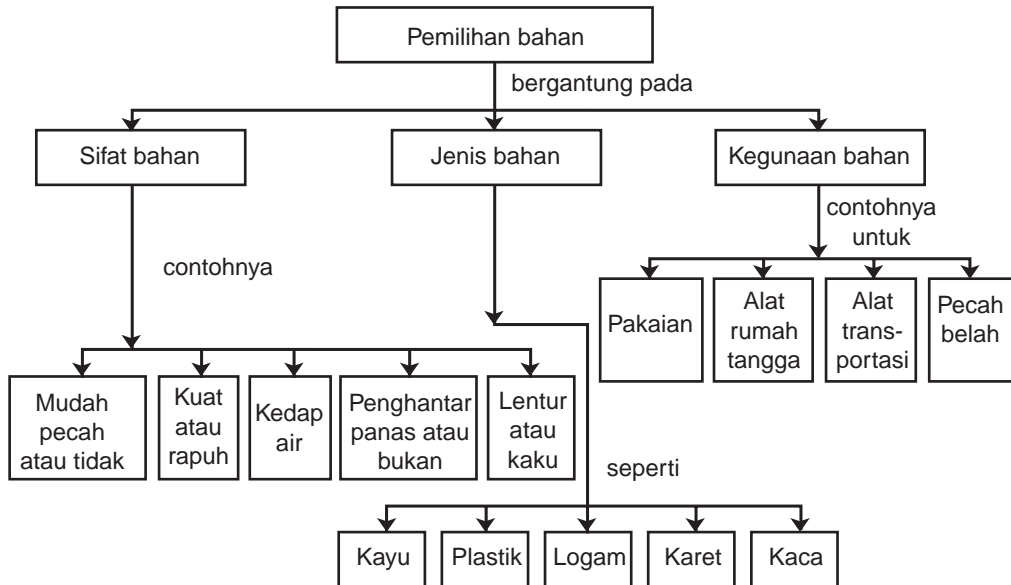 Pemilihan bahan
bergantung pada
Sifat bahan
Jenis bahan
Kegunaan bahan
contohnya
contohnya
untuk
Mudah
pecah
atau tidak
Kuat
atau
rapuh
Kedap
air
Penghantar
panas atau
bukan
Lentur
atau
kaku
seperti
Kayu
Plastik
Logam
Karet
Kaca
Pakaian
Alat
rumah
tangga
Alat
trans-
portasi
Pecah
belah